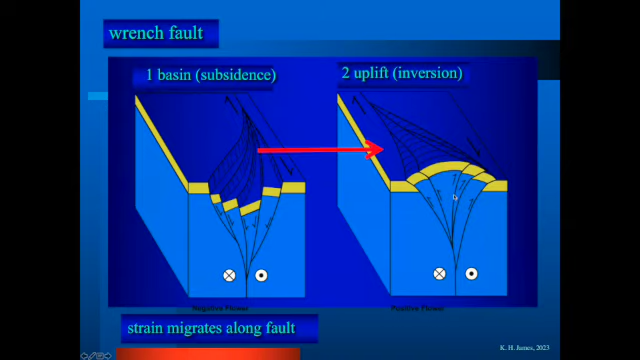 wrench fault
1 basin (subsidence)
2 uplift (inversion)
Negative Flower
Positive Flower
strain migrates along fault
K. H. James, 2023